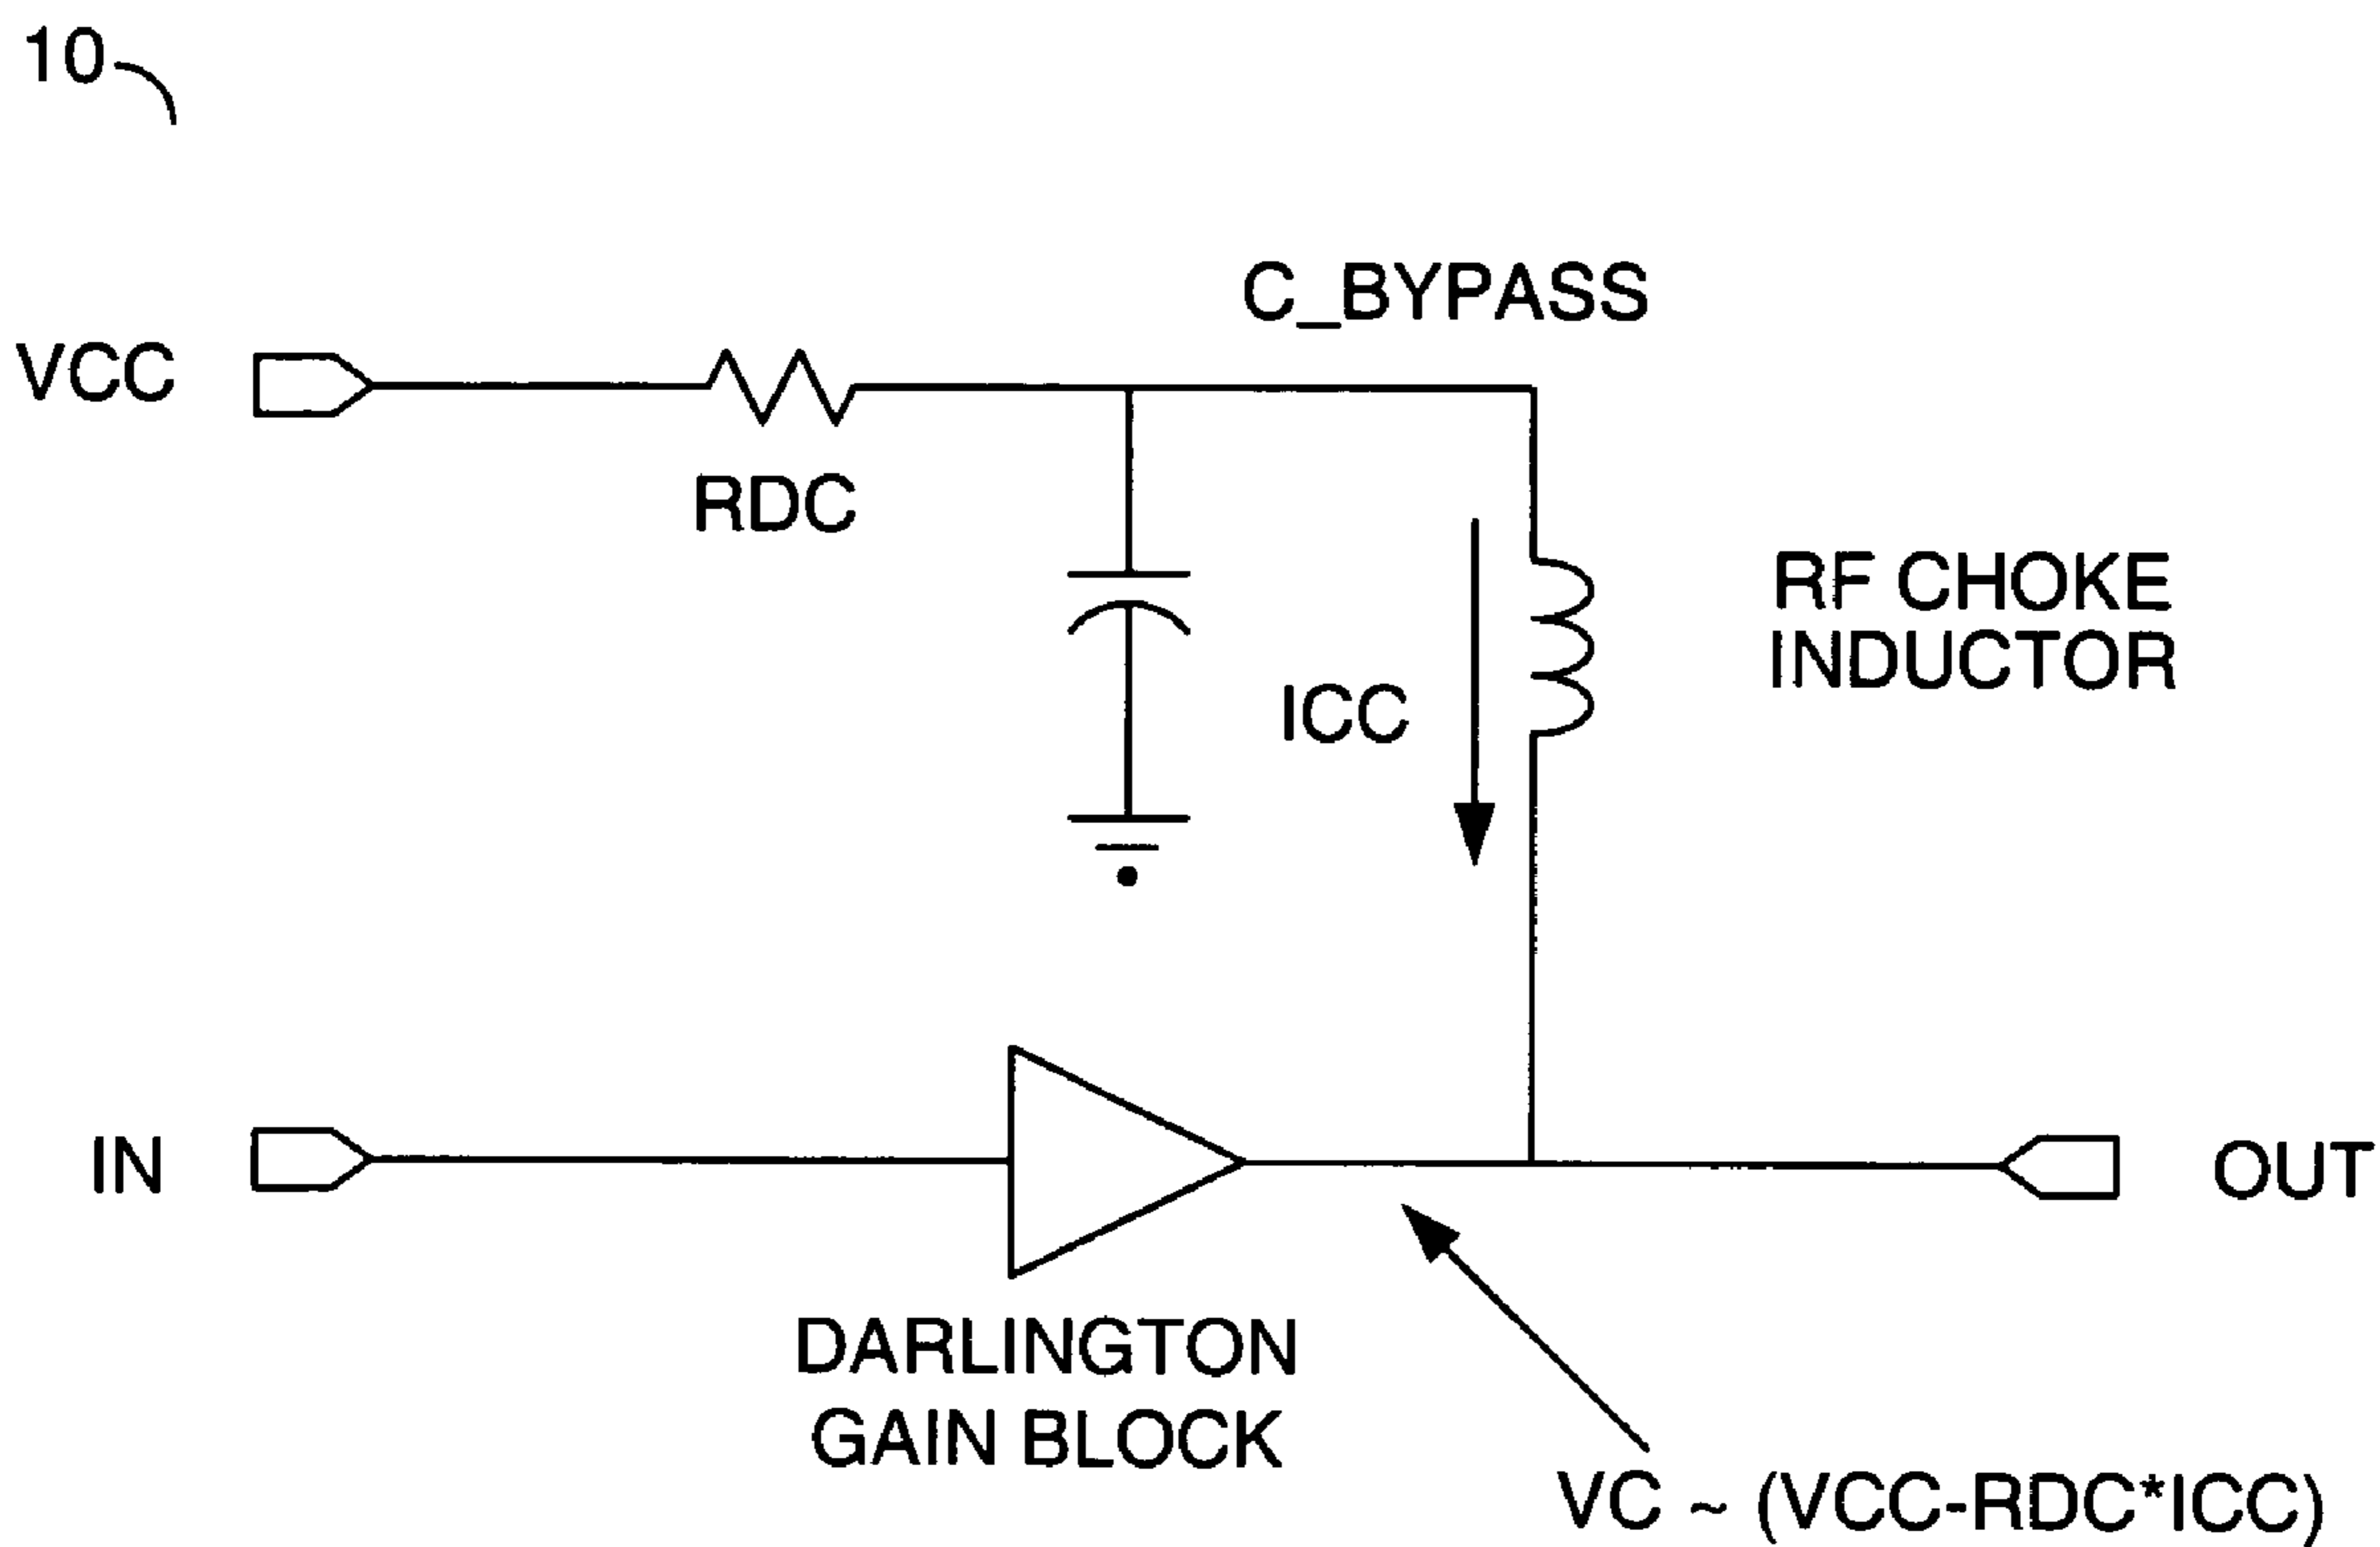 10
C_BYPASS
VCC
RDC
RF CHOKE
INDUCTOR
ICC
IN
OUT
DARLINGTON
GAIN BLOCK
VC ~ (VCC-RDC*ICC)